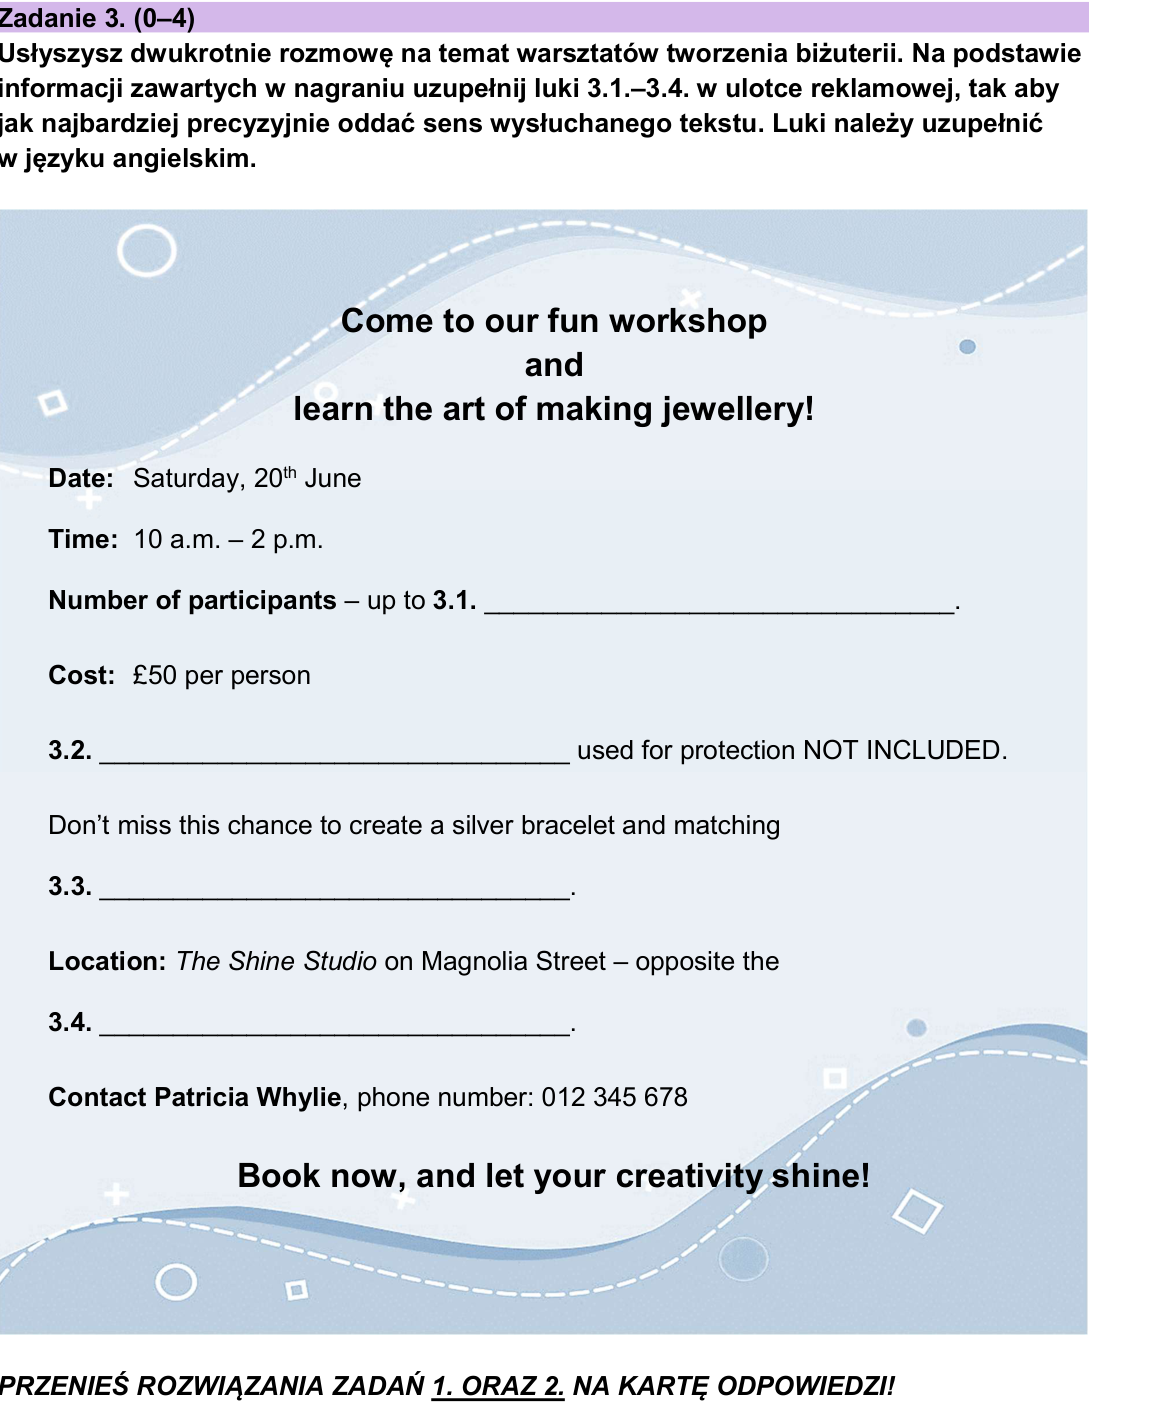 Zadanie 3. (0–4)
Usłyszysz dwukrotnie rozmowę na temat warsztatów tworzenia biżuterii. Na podstawie
informacji zawartych w nagraniu uzupełnij luki 3.1.–3.4. w ulotce reklamowej, tak aby
jak najbardziej precyzyjnie oddać sens wysłuchanego tekstu. Luki należy uzupełnić
w języku angielskim.
Come to our fun workshop
and
learn the art of making jewellery!
Date: Saturday, 20th June
Time: 10 a.m. – 2 p.m.
Number of participants – up to 3.1. ________________________________.
Cost: £50 per person
3.2. ________________________________ used for protection NOT INCLUDED.
Don't miss this chance to create a silver bracelet and matching
3.3. ________________________________.
Location: The Shine Studio on Magnolia Street – opposite the
3.4. ________________________________.
Contact Patricia Whylie, phone number: 012 345 678
Book now, and let your creativity shine!
PRZENIEŚ ROZWIĄZANIA ZADAŃ 1. ORAZ 2. NA KARTĘ ODPOWIEDZI!